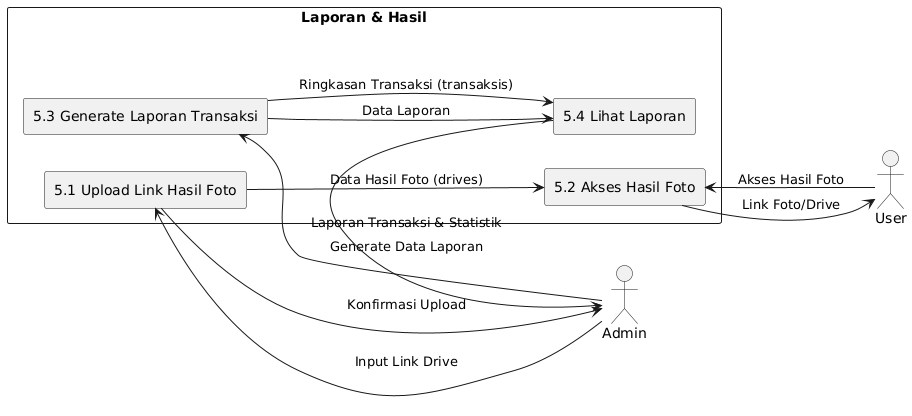 Laporan & Hasil
Ringkasan Transaksi (transaksis)
5.3 Generate Laporan Transaksi
Data Laporan
5.4 Lihat Laporan
5.1 Upload Link Hasil Foto
Data Hasil Foto (drives)
5.2 Akses Hasil Foto
Akses Hasil Foto
Link Foto/Drive
User
Laporan Transaksi & Statistik
Generate Data Laporan
Konfirmasi Upload
Admin
Input Link Drive